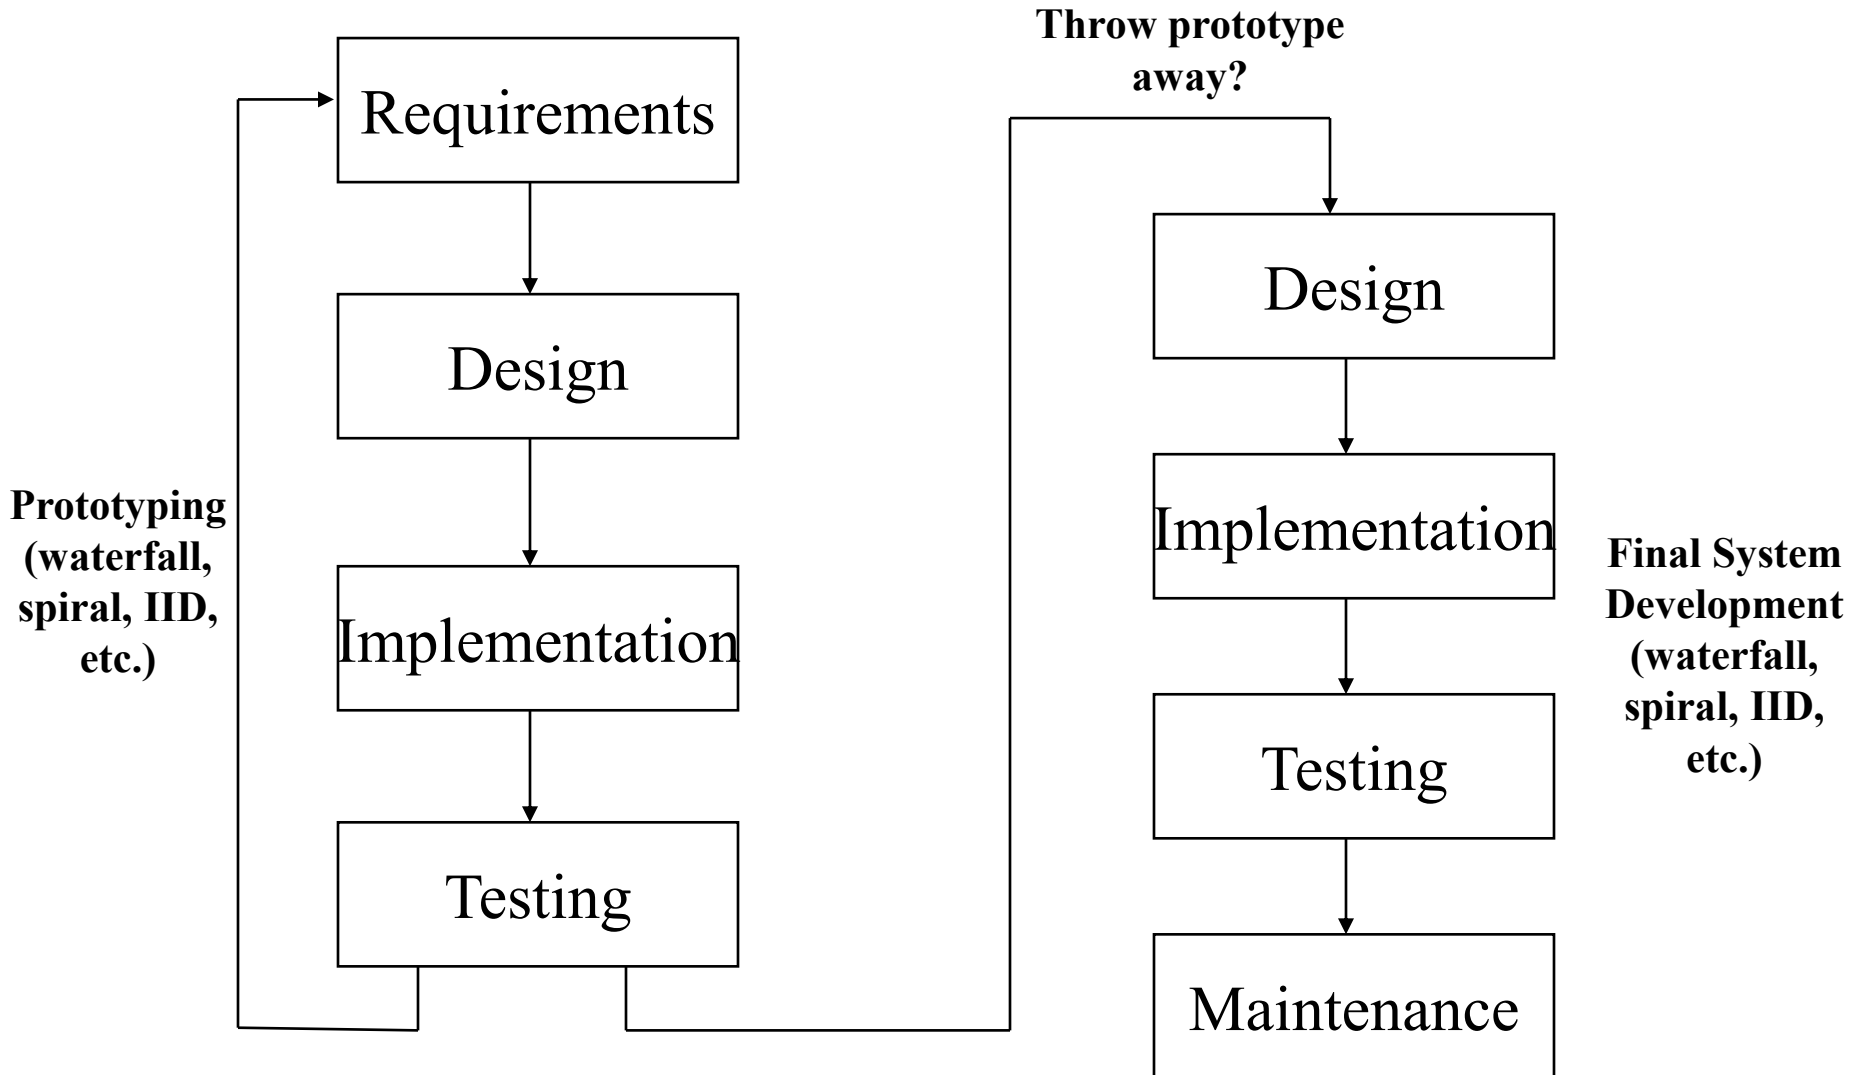 Requirements
Design
Implementation
Testing
Prototyping
(waterfall,
spiral, IID,
etc.)
Throw prototype
away?
Design
Implementation
Testing
Maintenance
Final System
Development
(waterfall,
spiral, IID,
etc.)